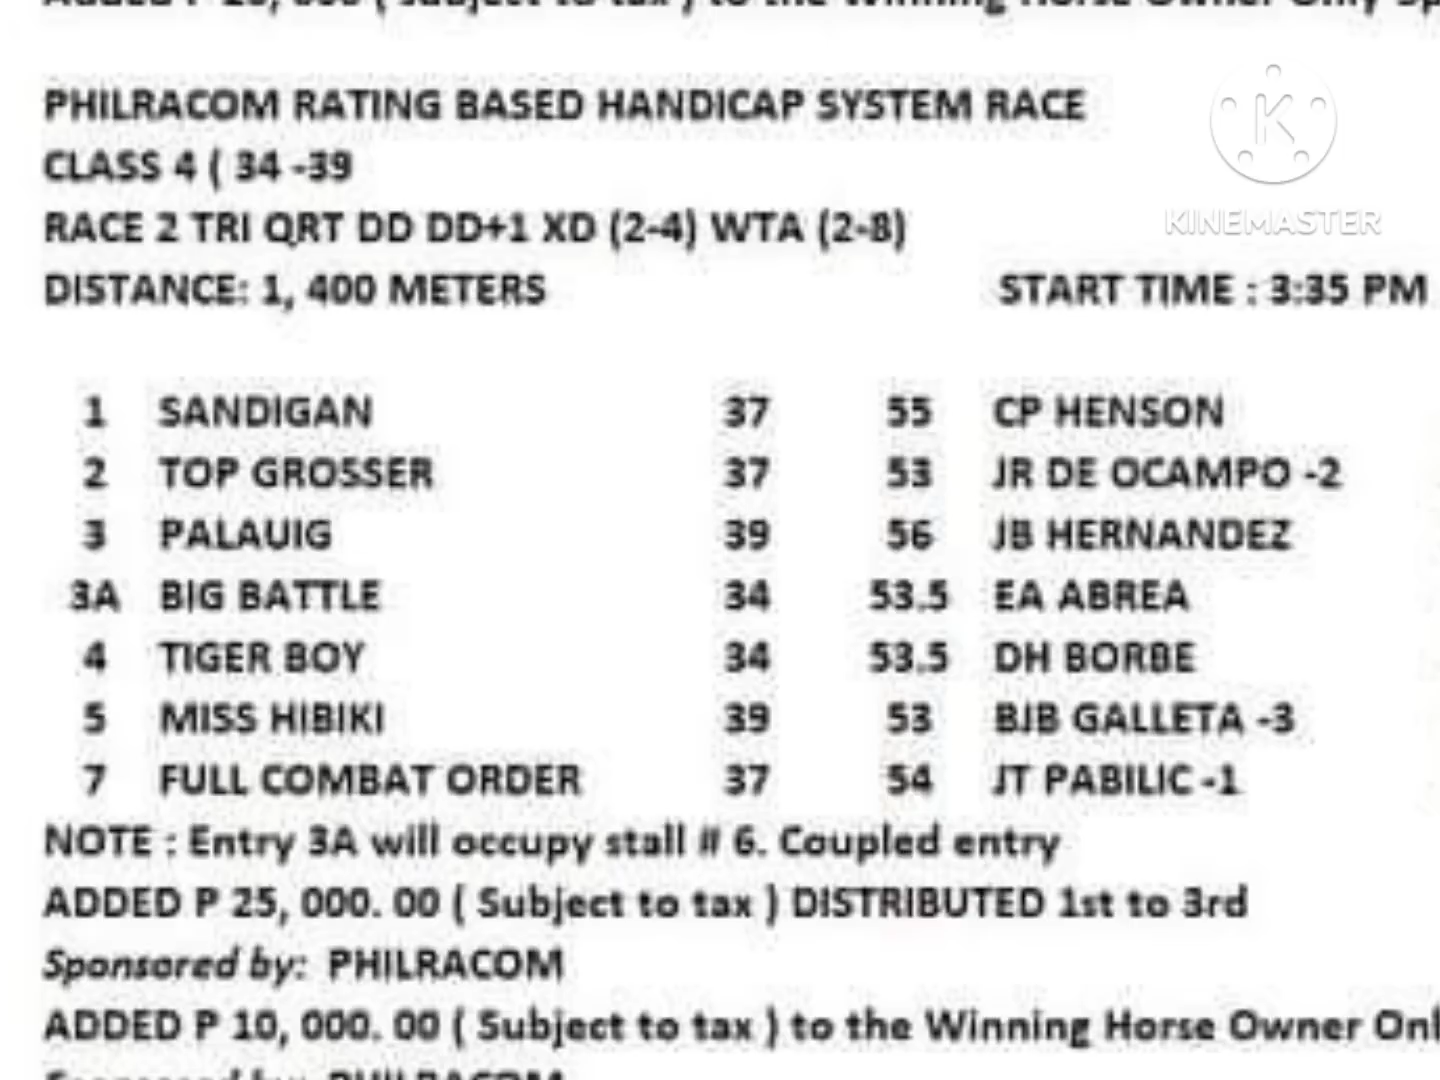 PHILRACOM RATING BASED HANDICAP SYSTEM RACE
CLASS 4 ( 34 -39
RACE 2 TRI QRT DD DD+1 XD (2-4) WTA (2-8)
DISTANCE: 1, 400 METERS START TIME : 3:35 PM
1 SANDIGAN 37 55 CP HENSON
2 TOP GROSSER 37 53 JR DE OCAMPO -2
3 PALAUIG 39 56 JB HERNANDEZ
3A BIG BATTLE 34 53.5 EA ABREA
4 TIGER BOY 34 53.5 DH BORBE
5 MISS HIBIKI 39 53 BJB GALLETA -3
7 FULL COMBAT ORDER 37 54 JT PABILIC -1
NOTE : Entry 3A will occupy stall # 6. Coupled entry
ADDED P 25, 000. 00 ( Subject to tax ) DISTRIBUTED 1st to 3rd
Sponsored by: PHILRACOM
ADDED P 10, 000. 00 ( Subject to tax ) to the Winning Horse Owner Onl
K
KINEMASTER